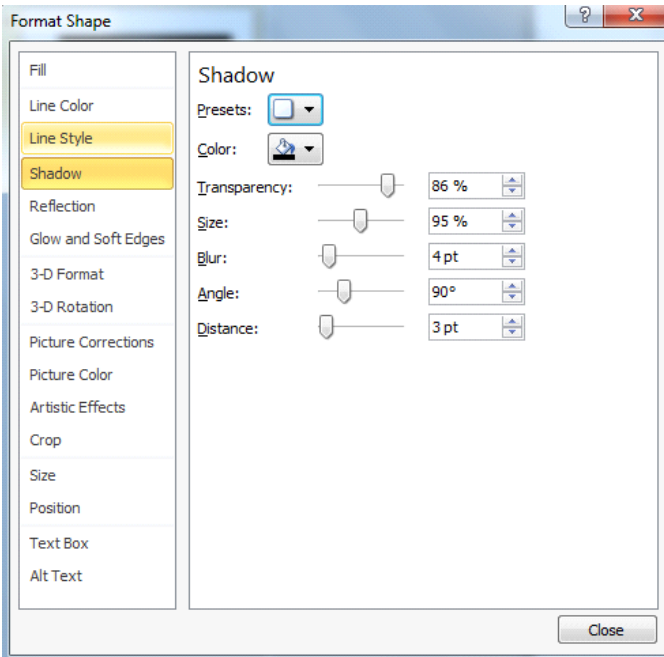 Format Shape
?
X
Fill
Line Color
Line Style
Shadow
Reflection
Glow and Soft Edges
3-D Format
3-D Rotation
Picture Corrections
Picture Color
Artistic Effects
Crop
Size
Position
Text Box
Alt Text
Shadow
Presets:
Color:
Transparency: 86 %
Size: 95 %
Blur: 4 pt
Angle: 90°
Distance: 3 pt
Close